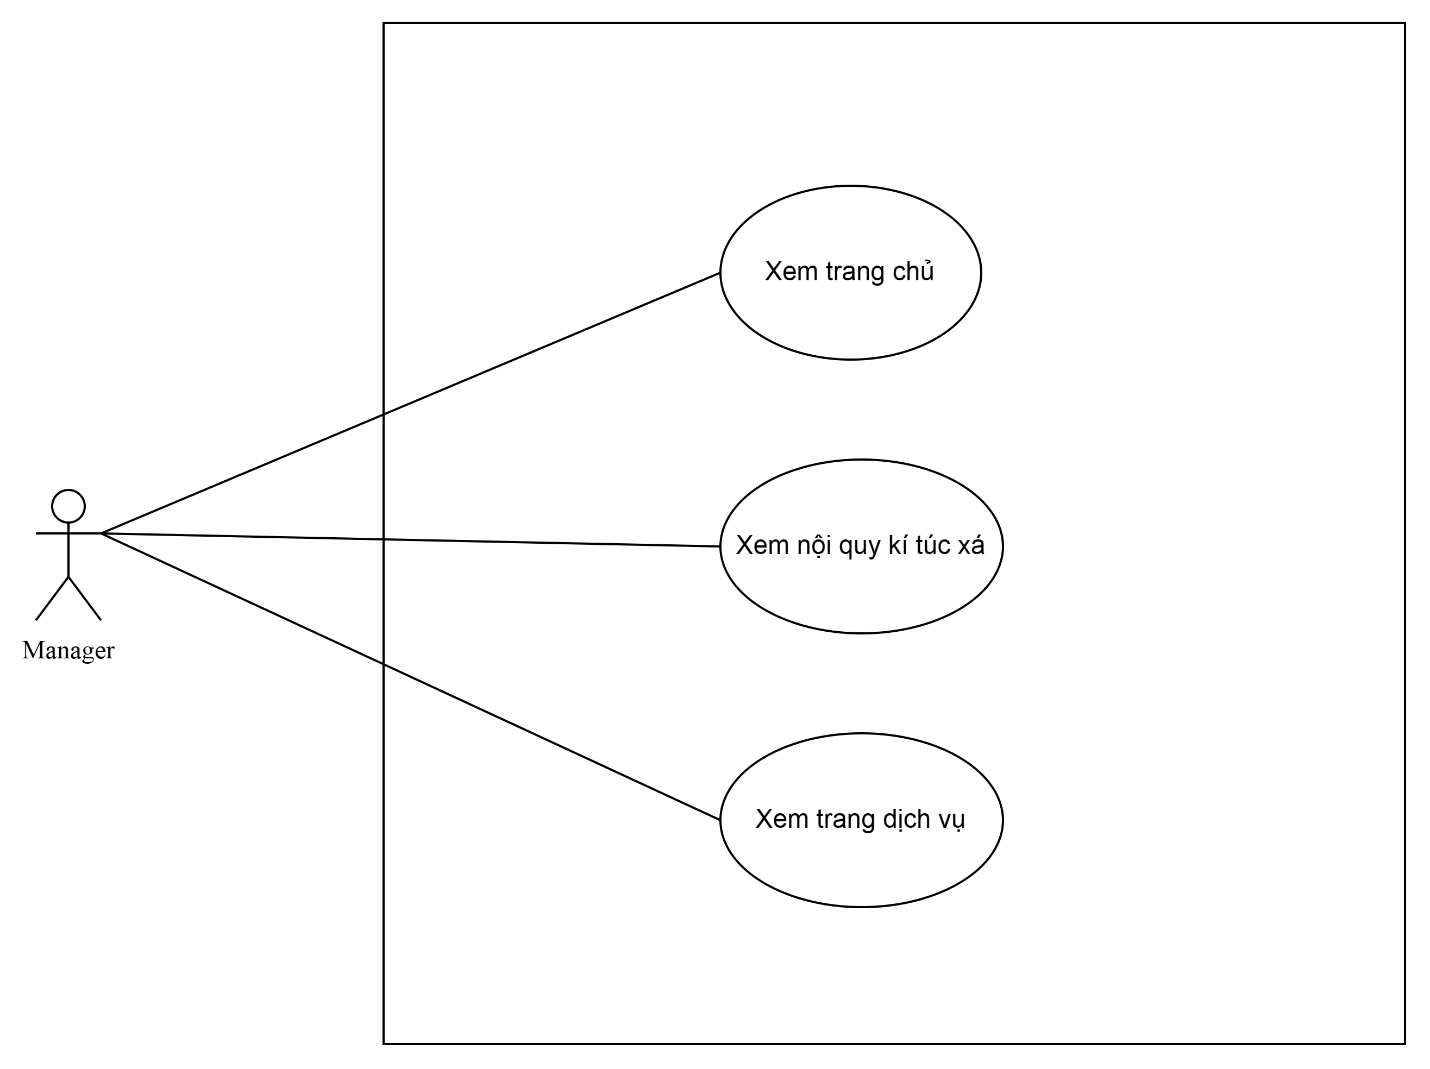 Xem trang chủ
Xem nội quy kí túc xá
Manager
Xem trang dịch vụ